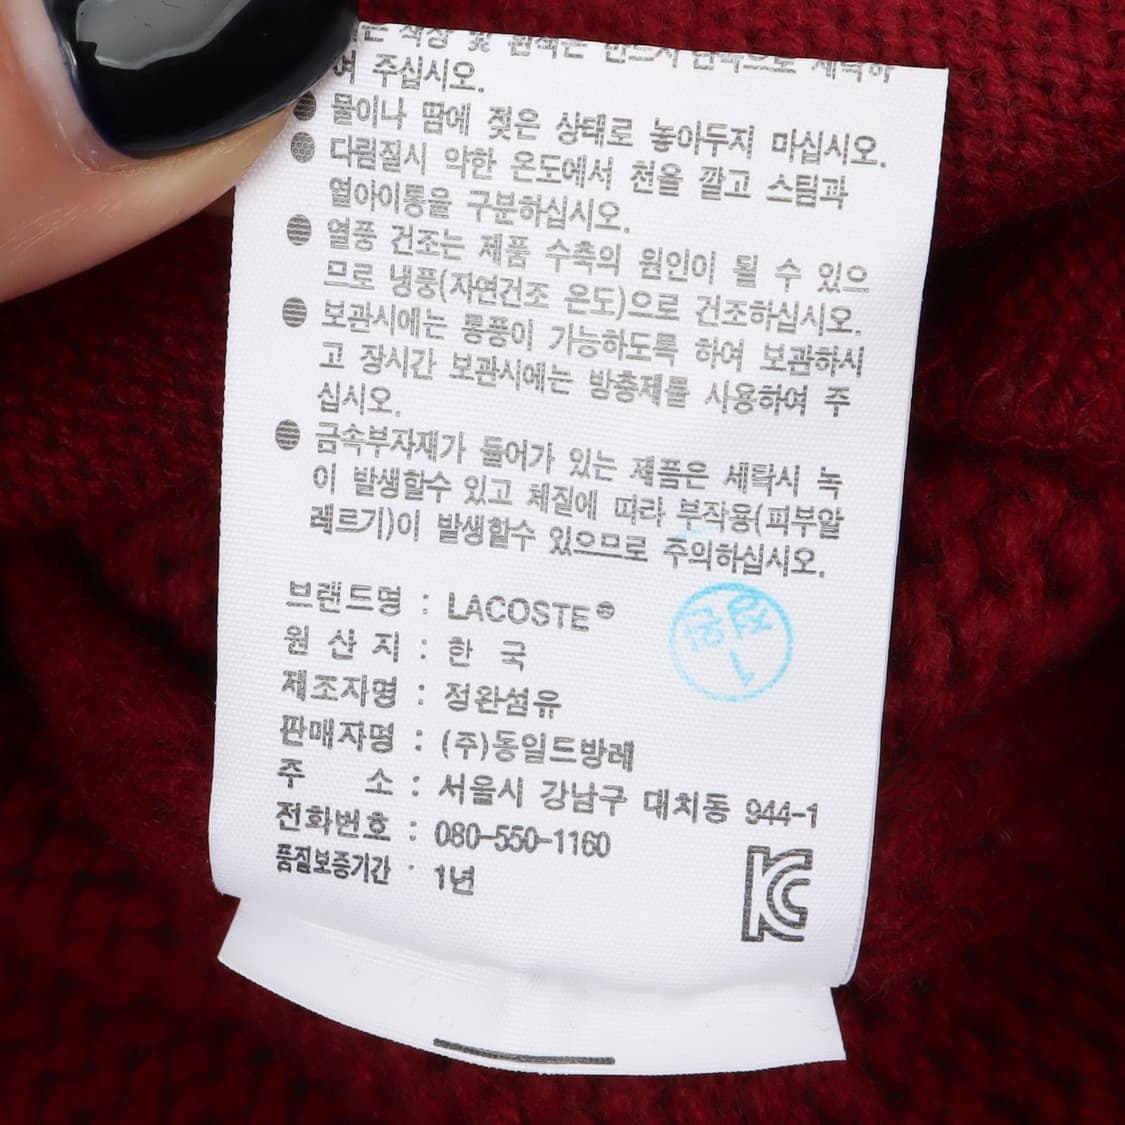 여 주십시오.
● 물이나 땀에 젖은 상태로 놓아두지 마십시오.
● 다림질시 약한 온도에서 천을 깔고 스팀과
열아이롱을 구분하십시오.
● 열풍 건조는 제품 수축의 원인이 될 수 있으
므로 냉풍(자연건조 온도)으로 건조하십시오.
● 보관시에는 통풍이 가능하도록 하여 보관하시
고 장시간 보관시에는 방충제를 사용하여 주
십시오.
● 금속부자재가 들어가 있는 제품은 세탁시 녹
이 발생할수 있고 체질에 따라 부작용(피부알
레르기)이 발생할수 있으므로 주의하십시오.
브랜드명 : LACOSTE®
원 산 지 : 한 국
제조자명 : 정완섬유
판매자명 : (주)동일드방레
주 소 : 서울시 강남구 대치동 944-1
전화번호 : 080-550-1160
품질보증기간 : 1년